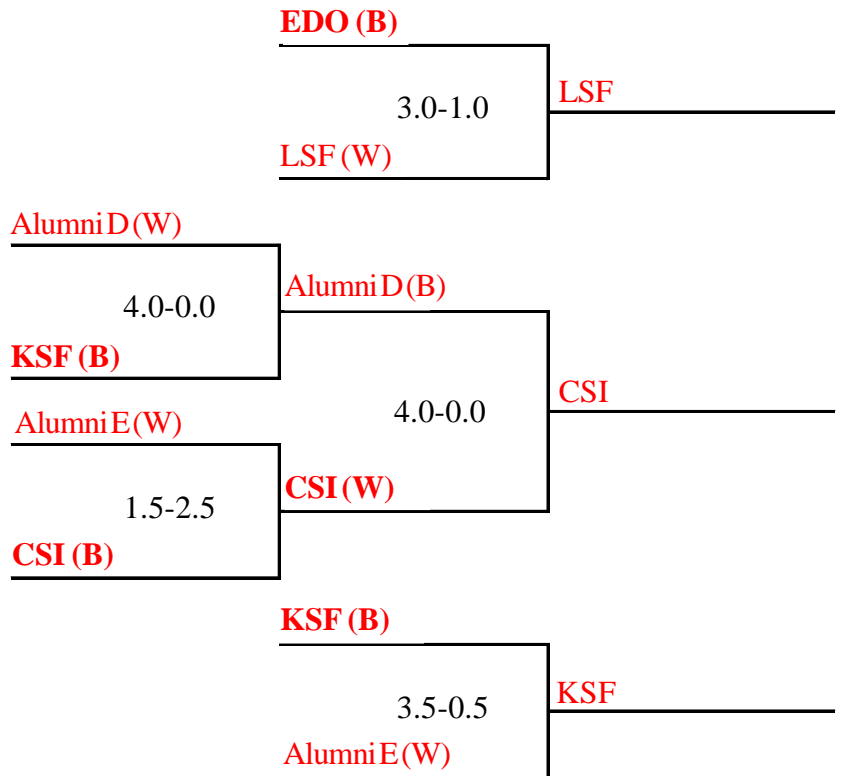 EDO (B)
3.0-1.0
LSF
LSF (W)
Alumni D (W)
4.0-0.0
Alumni D (B)
KSF (B)
4.0-0.0
CSI
Alumni E (W)
1.5-2.5
CSI (W)
CSI (B)
KSF (B)
3.5-0.5
KSF
Alumni E (W)